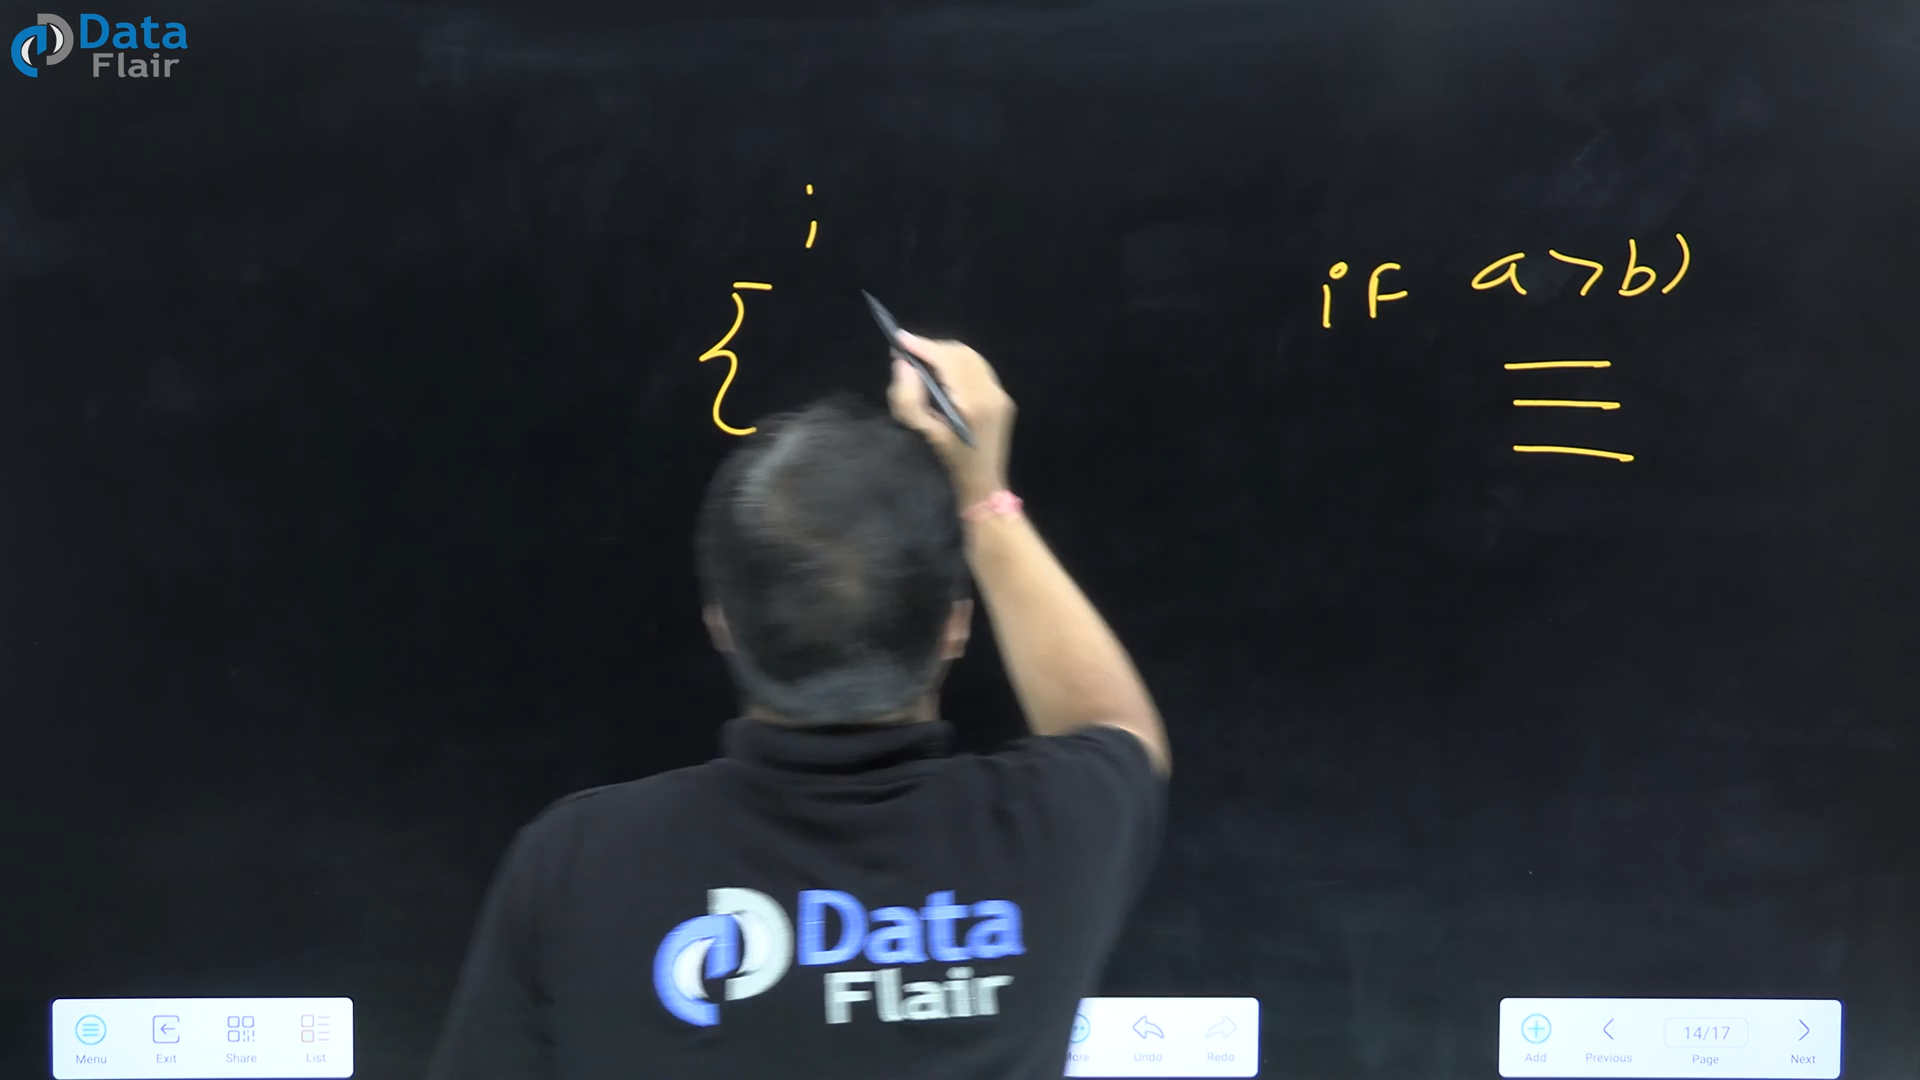 Data
Flair
;
{
if a>b)
Data
Flair
Menu
Exit
Share
List
Undo
Redo
Add
Previous
14/17
Page
Next